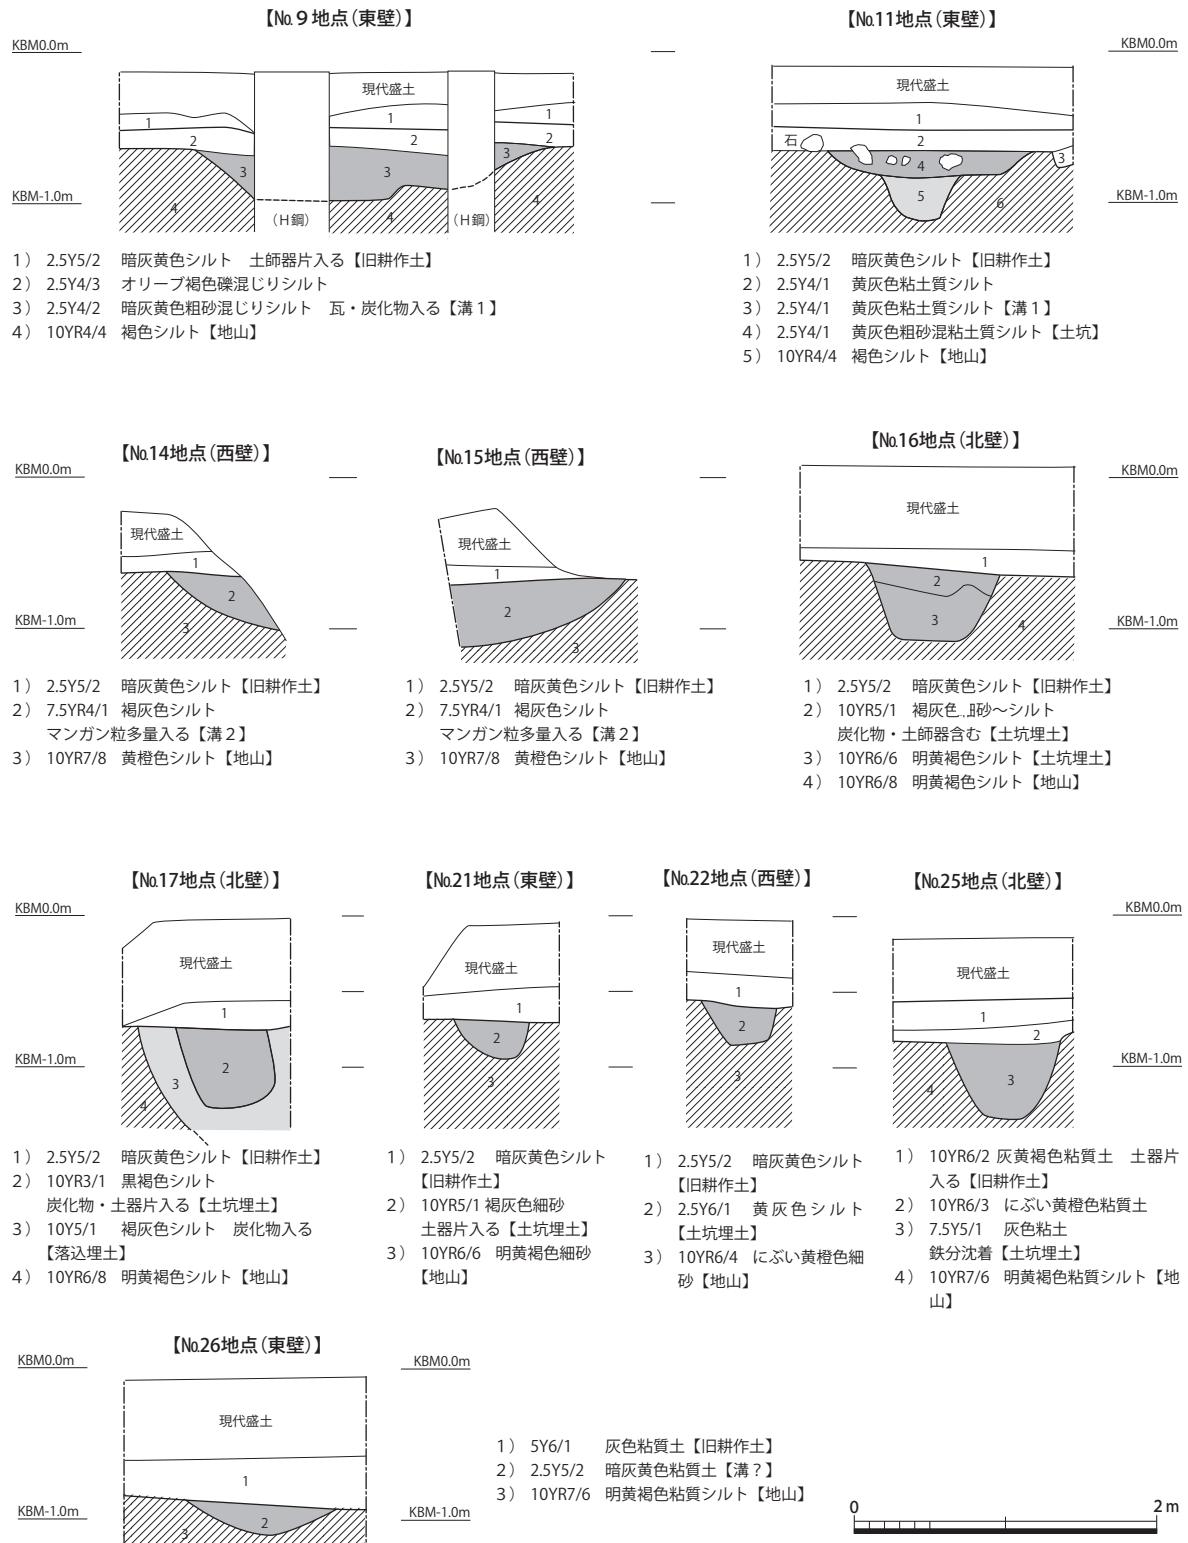 【No.9地点(東壁)】
【No.11地点(東壁)】
KBM0.0m
KBM0.0m
現代盛土
1
1
1
2
2
2
3
3
3
4
4
4
KBM-1.0m
(H鋼)
(H鋼)
現代盛土
1
石
2
4
3
5
6
KBM-1.0m
1) 2.5Y5/2 暗灰黄色シルト 土師器片入る【旧耕作土】
2) 2.5Y4/3 オリーブ褐色礫混じりシルト
3) 2.5Y4/2 暗灰黄色粗砂混じりシルト 瓦・炭化物入る【溝1】
4) 10YR4/4 褐色シルト【地山】
1) 2.5Y5/2 暗灰黄色シルト【旧耕作土】
2) 2.5Y4/1 黄灰色粘土質シルト
3) 2.5Y4/1 黄灰色粘土質シルト【溝1】
4) 2.5Y4/1 黄灰色粗砂混粘土質シルト【土坑】
5) 10YR4/4 褐色シルト【地山】
【No.14地点(西壁)】
【No.15地点(西壁)】
【No.16地点(北壁)】
KBM0.0m
KBM0.0m
現代盛土
1
2
3
KBM-1.0m
現代盛土
1
2
3
現代盛土
1
2
3
4
KBM-1.0m
1) 2.5Y5/2 暗灰黄色シルト【旧耕作土】
2) 7.5YR4/1 褐灰色シルト
マンガン粒多量入る【溝2】
3) 10YR7/8 黄橙色シルト【地山】
1) 2.5Y5/2 暗灰黄色シルト【旧耕作土】
2) 7.5YR4/1 褐灰色シルト
マンガン粒多量入る【溝2】
3) 10YR7/8 黄橙色シルト【地山】
1) 2.5Y5/2 暗灰黄色シルト【旧耕作土】
2) 10YR5/1 褐灰色 砂〜シルト
炭化物・土師器含む【土坑埋土】
3) 10YR6/6 明黄褐色シルト【土坑埋土】
4) 10YR6/8 明黄褐色シルト【地山】
【No.17地点(北壁)】
【No.21地点(東壁)】
【No.22地点(西壁)】
【No.25地点(北壁)】
KBM0.0m
KBM0.0m
現代盛土
1
2
3
4
KBM-1.0m
現代盛土
1
2
3
現代盛土
1
2
3
現代盛土
1
2
3
4
KBM-1.0m
1) 2.5Y5/2 暗灰黄色シルト【旧耕作土】
2) 10YR3/1 黒褐色シルト
炭化物・土器片入る【土坑埋土】
3) 10Y5/1 褐灰色シルト 炭化物入る
【落込埋土】
4) 10YR6/8 明黄褐色シルト【地山】
1) 2.5Y5/2 暗灰黄色シルト
【旧耕作土】
2) 10YR5/1 褐灰色細砂
土器片入る【土坑埋土】
3) 10YR6/6 明黄褐色細砂
【地山】
1) 2.5Y5/2 暗灰黄色シルト
【旧耕作土】
2) 2.5Y6/1 黄灰色シルト
【土坑埋土】
3) 10YR6/4 にぶい黄橙色細
砂【地山】
1) 10YR6/2 灰黄褐色粘質土 土器片
入る【旧耕作土】
2) 10YR6/3 にぶい黄橙色粘質土
3) 7.5Y5/1 灰色粘土
鉄分沈着【土坑埋土】
4) 10YR7/6 明黄褐色粘質シルト【地
山】
【No.26地点(東壁)】
KBM0.0m
KBM0.0m
現代盛土
1
2
3
KBM-1.0m
KBM-1.0m
1) 5Y6/1 灰色粘質土【旧耕作土】
2) 2.5Y5/2 暗灰黄色粘質土【溝?】
3) 10YR7/6 明黄褐色粘質シルト【地山】
0 2m